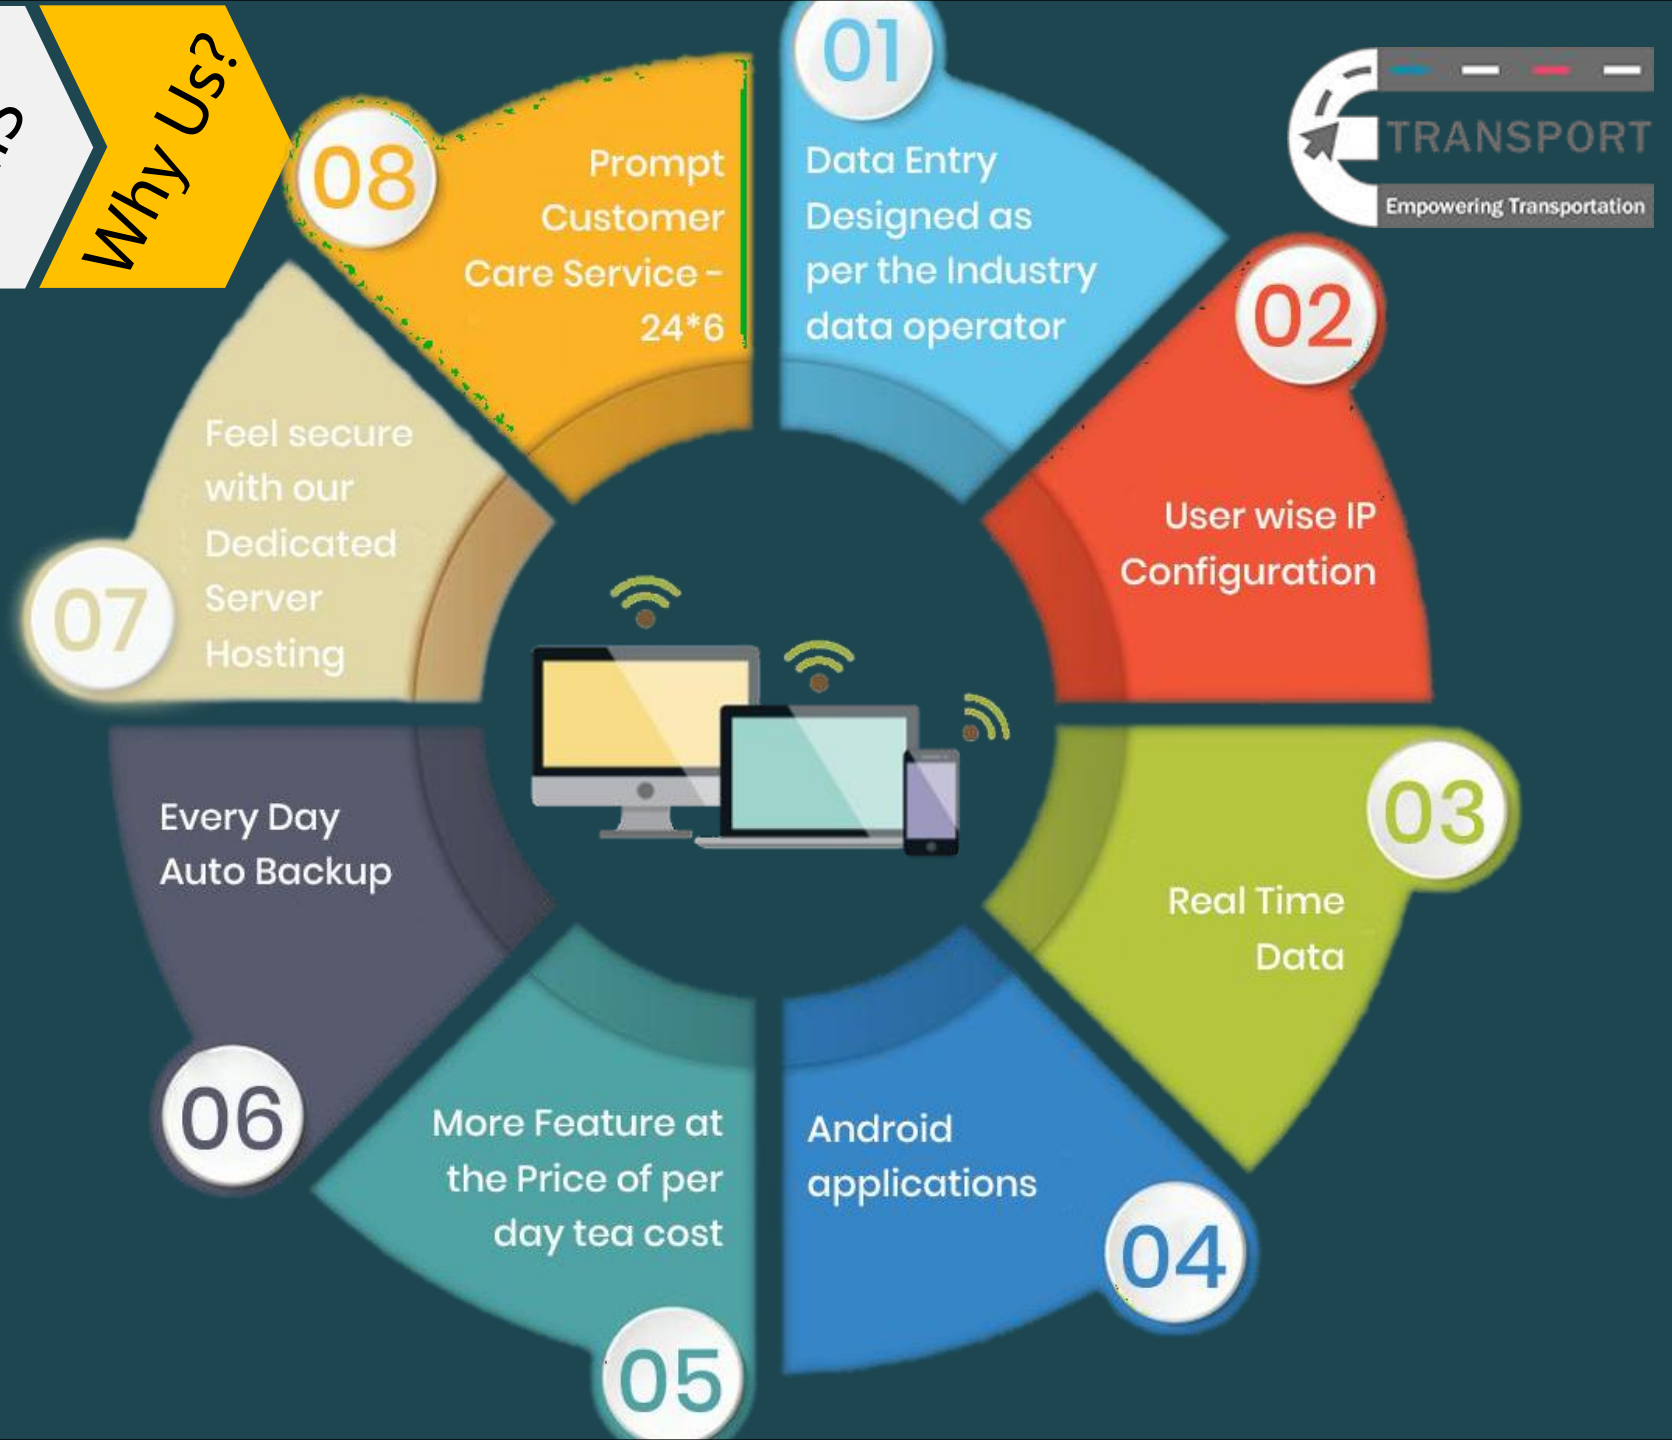 Why Us?
TRANSPORT
Empowering Transportation
01
Data Entry
Designed as
per the Industry
data operator
02
User wise IP
Configuration
03
Real Time
Data
04
Android
applications
05
More Feature at
the Price of per
day tea cost
06
Every Day
Auto Backup
07
Feel secure
with our
Dedicated
Server
Hosting
08
Prompt
Customer
Care Service -
24*6